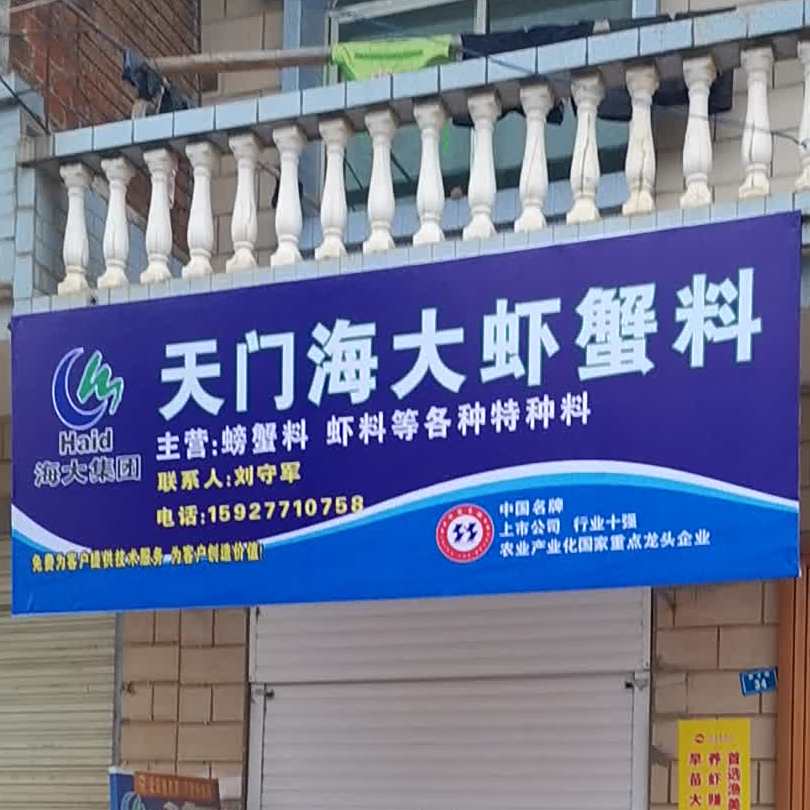 天门海大虾蟹料
Haid
海大集团
主营:螃蟹料 虾料等各种特种料
联系人:刘守军
电话:15927710758
免费为客户提供技术服务 为客户创造价值!
中国名牌
上市公司 行业十强
农业产业化国家重点龙头企业
34